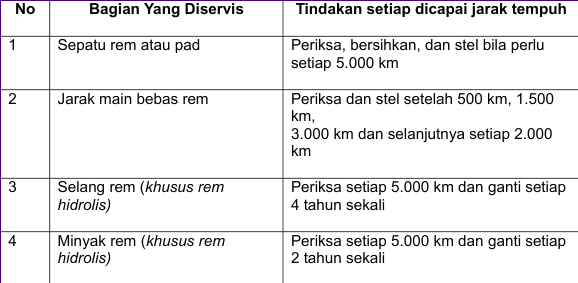 No Bagian Yang Diservis Tindakan setiap dicapai jarak tempuh
1 Sepatu rem atau pad Periksa, bersihkan, dan stel bila perlu
setiap 5.000 km
2 Jarak main bebas rem Periksa dan stel setelah 500 km, 1.500
km,
3.000 km dan selanjutnya setiap 2.000
km
3 Selang rem (khusus rem Periksa setiap 5.000 km dan ganti setiap
hidrolis) 4 tahun sekali
4 Minyak rem (khusus rem Periksa setiap 5.000 km dan ganti setiap
hidrolis) 2 tahun sekali